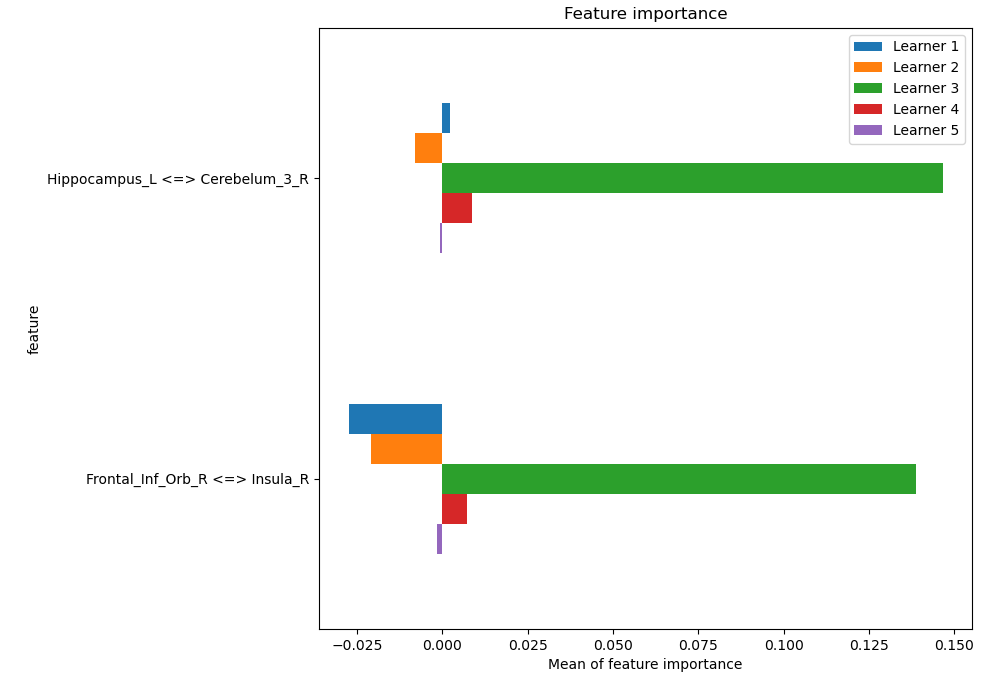 Feature importance
Learner 1
Learner 2
Learner 3
Learner 4
Learner 5
Hippocampus_L <=> Cerebelum_3_R
feature
Frontal_Inf_Orb_R <=> Insula_R
−0.025 0.000 0.025 0.050 0.075 0.100 0.125 0.150
Mean of feature importance